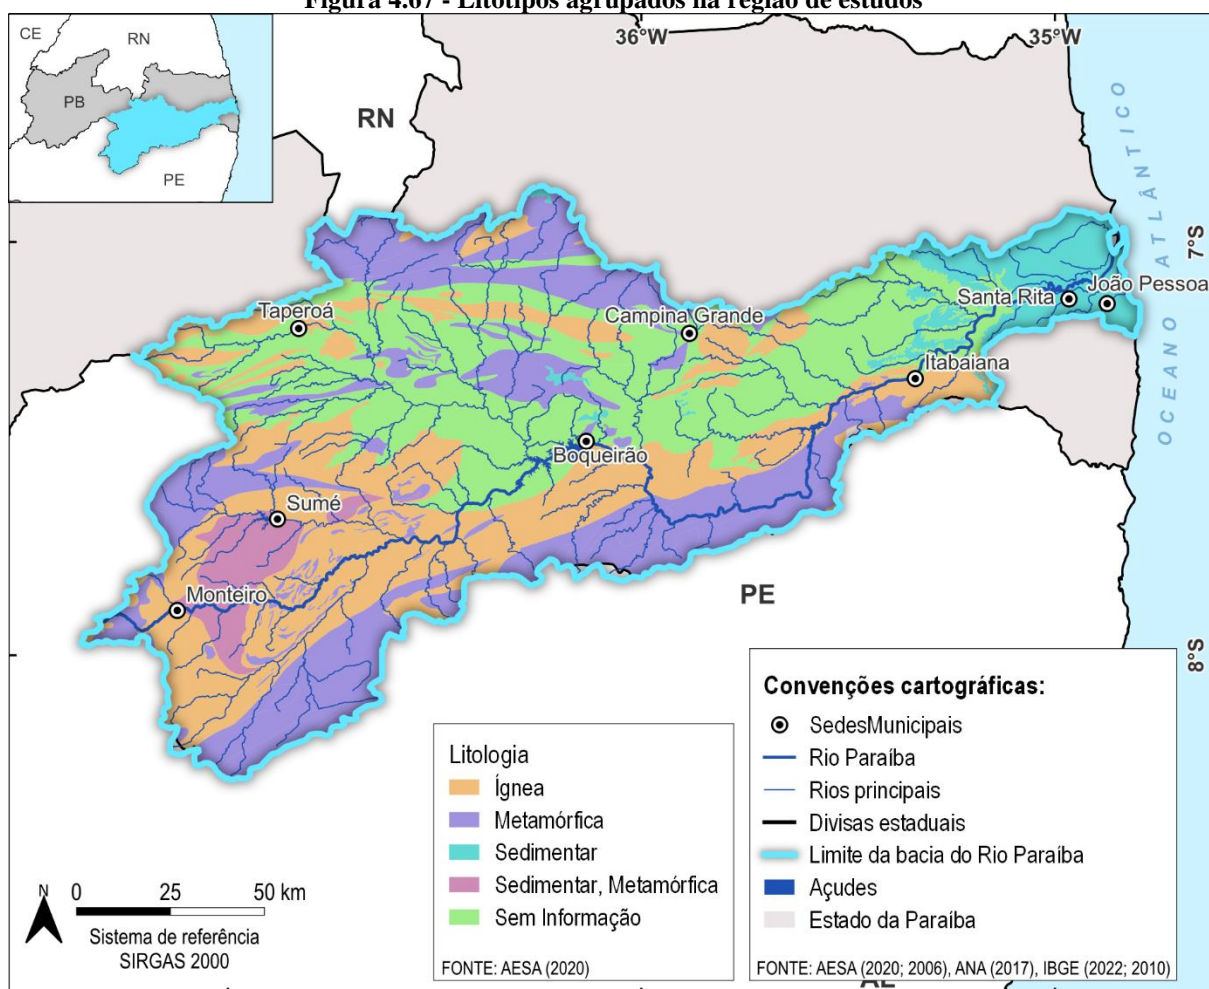 Figura 4.67 - Litotipos agrupados na região de estudos
36°W
35°W
CE
RN
PB
PE
RN
OCEANO ATLÂNTICO
7°S
Taperoá
Campina Grande
Santa Rita
João Pessoa
Itabaiana
Boqueirão
Sumé
Monteiro
PE
8°S
Litologia
Ígnea
Metamórfica
Sedimentar
Sedimentar, Metamórfica
Sem Informação
FONTE: AESA (2020)
Convenções cartográficas:
SedesMunicipais
Rio Paraíba
Rios principais
Divisas estaduais
Limite da bacia do Rio Paraíba
Açudes
Estado da Paraíba
FONTE: AESA (2020; 2006), ANA (2017), IBGE (2022; 2010)
N
0 25 50 km
Sistema de referência
SIRGAS 2000
AL